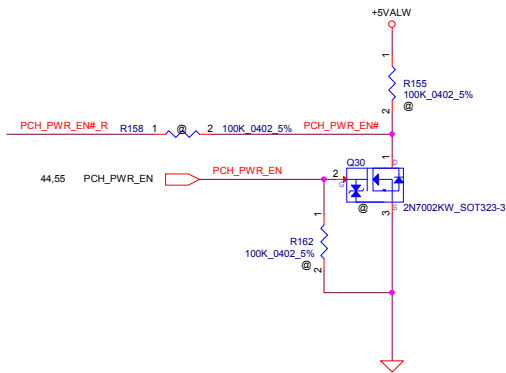 +5VALW
1
R155
100K_0402_5%
2
@
PCH_PWR_EN#_R R158 1 @ 2 100K_0402_5% PCH_PWR_EN#
1 D
Q30
PCH_PWR_EN
44,55 PCH_PWR_EN
2
G
@
S 2N7002KW_SOT323-3
3
1
R162
100K_0402_5%
@
2